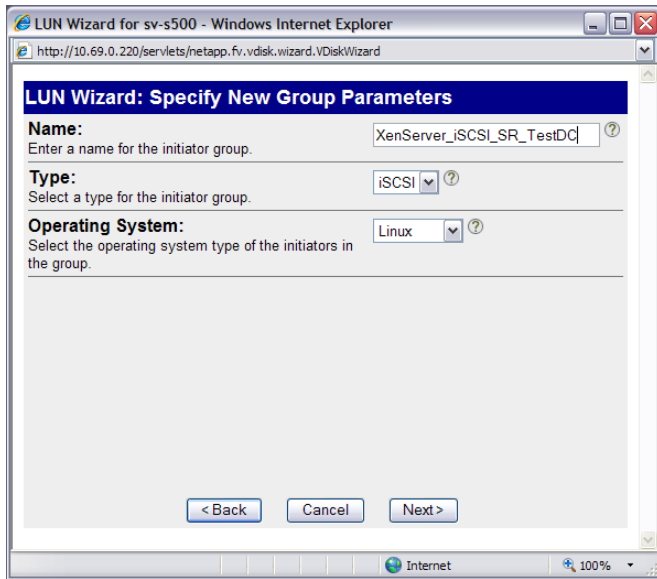 LUN Wizard for sv-s500 - Windows Internet Explorer
http://10.69.0.220/servlets/netapp.fv.vdisk.wizard.VDiskWizard
LUN Wizard: Specify New Group Parameters
Name:
Enter a name for the initiator group.
XenServer_iSCSI_SR_TestDC
Type:
Select a type for the initiator group.
iSCSI
Operating System:
Select the operating system type of the initiators in
the group.
Linux
< Back
Cancel
Next >
Internet
100%